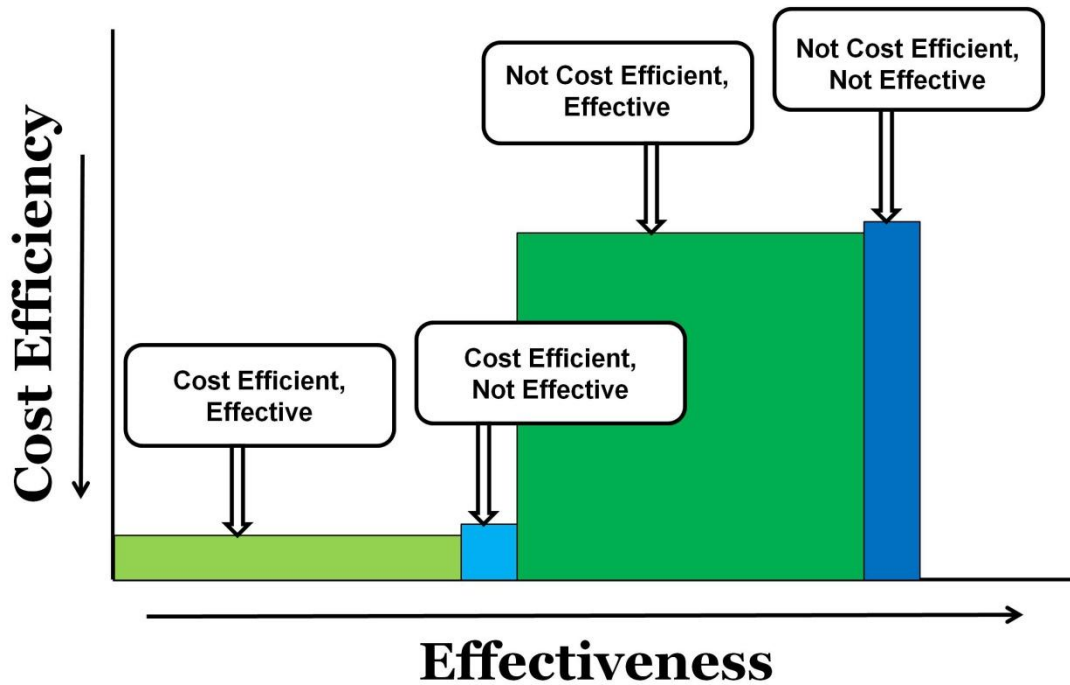 Not Cost Efficient,
Effective
Not Cost Efficient,
Not Effective
Cost Efficiency
Cost Efficient,
Effective
Cost Efficient,
Not Effective
Effectiveness